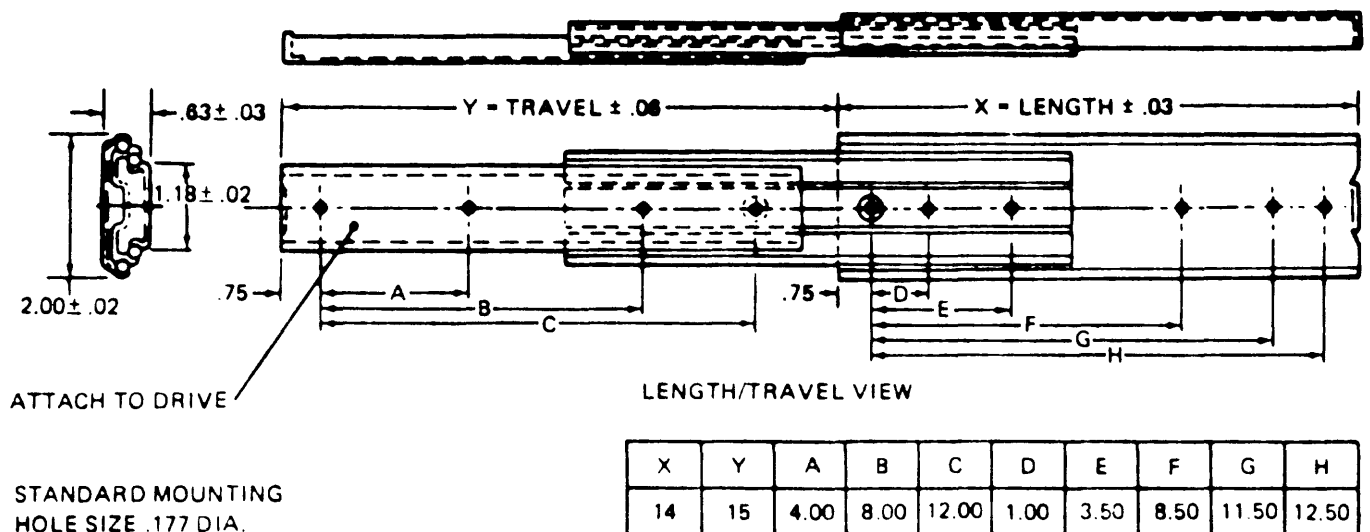 .63± .03
Y = TRAVEL ± .06
X = LENGTH ± .03
1.18± .02
2.00± .02
.75
A
B
C
.75
D
E
F
G
H
ATTACH TO DRIVE
LENGTH/TRAVEL VIEW
STANDARD MOUNTING
HOLE SIZE .177 DIA.
X Y A B C D E F G H
14 15 4.00 8.00 12.00 1.00 3.50 8.50 11.50 12.50